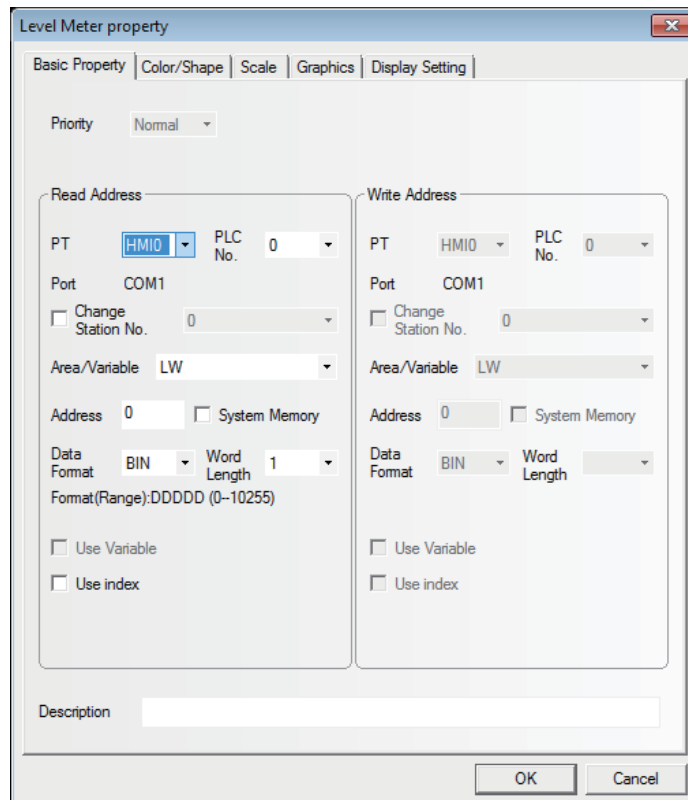 Level Meter property
Basic Property Color/Shape Scale Graphics Display Setting
Priority Normal
Read Address
PT HMI0 PLC No. 0
Port COM1
Change Station No. 0
Area/Variable LW
Address 0 System Memory
Data Format BIN Word Length 1
Format(Range):DDDDD (0--10255)
Use Variable
Use index
Write Address
PT HMI0 PLC No. 0
Port COM1
Change Station No. 0
Area/Variable LW
Address 0 System Memory
Data Format BIN Word Length
Use Variable
Use index
Description
OK Cancel